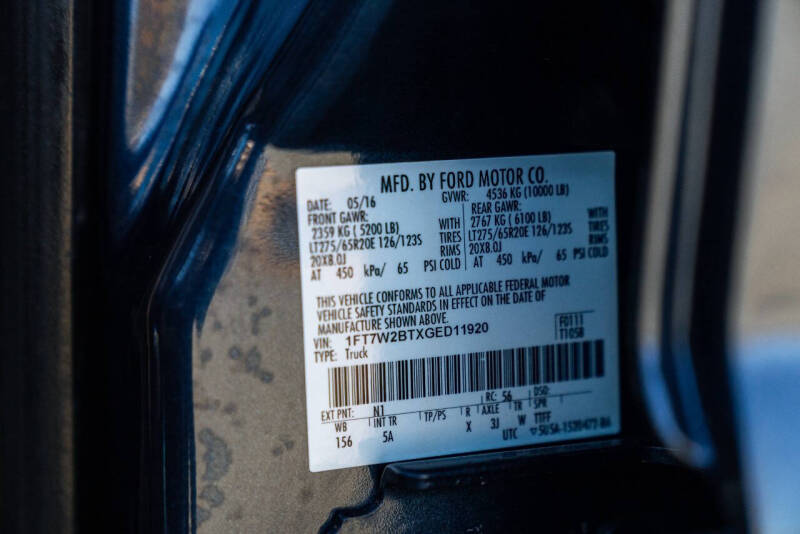 MFD. BY FORD MOTOR CO.
DATE: 05/16 GVWR: 4536 KG (10000 LB)
FRONT GAWR: REAR GAWR:
2359 KG ( 5200 LB) WITH 2767 KG ( 6100 LB) WITH
LT275/65R20E 126/123S TIRES LT275/65R20E 126/123S TIRES
20X8.0J RIMS 20X8.0J RIMS
AT 450 kPa/ 65 PSI COLD AT 450 kPa/ 65 PSI COLD
THIS VEHICLE CONFORMS TO ALL APPLICABLE FEDERAL MOTOR
VEHICLE SAFETY STANDARDS IN EFFECT ON THE DATE OF
MANUFACTURE SHOWN ABOVE.
VIN: 1FT7W2BTXGED11920 F0111
TYPE: Truck T105B
EXT PNT: N1 RC: 56 DSO:
WB INT TR TP/PS R AXLE TR SPR
156 5A X 3J W TTFF
UTC